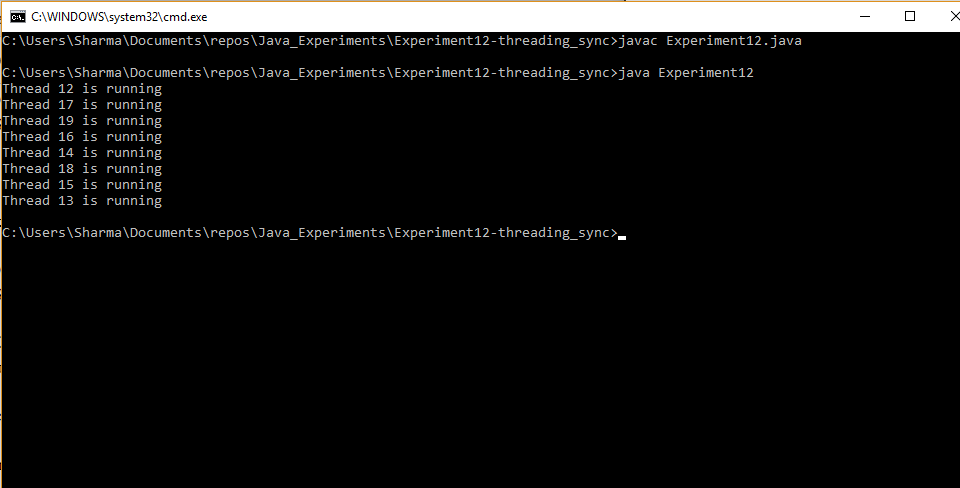 C:\WINDOWS\system32\cmd.exe
C:\Users\Sharma\Documents\repos\Java_Experiments\Experiment12-threading_sync>javac Experiment12.java
C:\Users\Sharma\Documents\repos\Java_Experiments\Experiment12-threading_sync>java Experiment12
Thread 12 is running
Thread 17 is running
Thread 19 is running
Thread 16 is running
Thread 14 is running
Thread 18 is running
Thread 15 is running
Thread 13 is running
C:\Users\Sharma\Documents\repos\Java_Experiments\Experiment12-threading_sync>